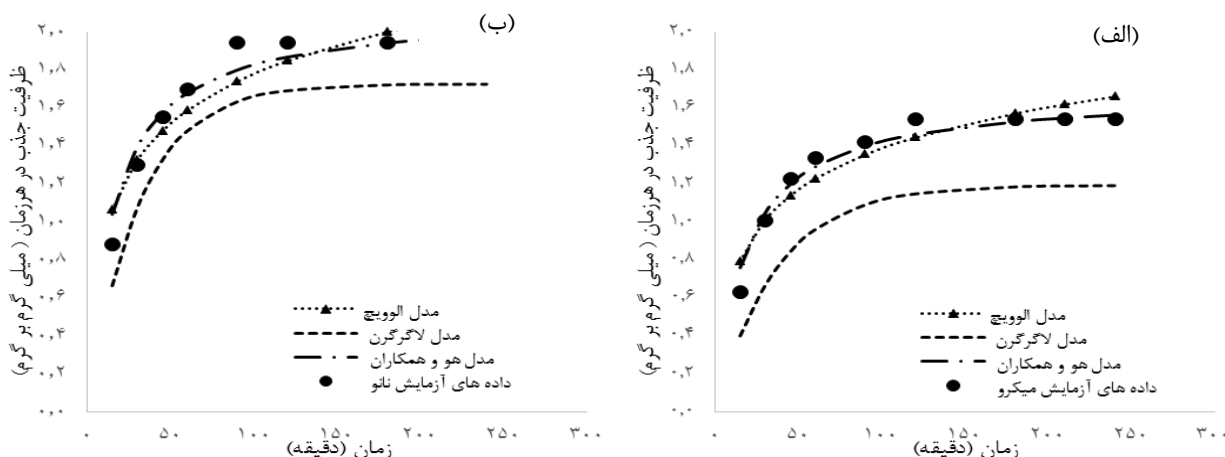 (الف)
ظرفیت جذب در هرزمان ( میلی گرم بر گرم)
۲,۰
۱,۸
۱,۶
۱,۴
۱,۲
۱,۰
۰,۸
۰,۶
۰,۴
۰,۲
۰,۰
مدل الوویچ
مدل لاگرگرن
مدل هو و همکاران
داده های آزمایش میکرو
۰ ۵۰ ۱۰۰ ۱۵۰ ۲۰۰ ۲۵۰ ۳۰۰
زمان (دقیقه)
(ب)
ظرفیت جذب در هرزمان ( میلی گرم بر گرم)
۲,۰
۱,۸
۱,۶
۱,۴
۱,۲
۱,۰
۰,۸
۰,۶
۰,۴
۰,۲
۰,۰
مدل الوویچ
مدل لاگرگرن
مدل هو و همکاران
داده های آزمایش نانو
۰ ۵۰ ۱۰۰ ۱۵۰ ۲۰۰ ۲۵۰ ۳۰۰
زمان (دقیقه)